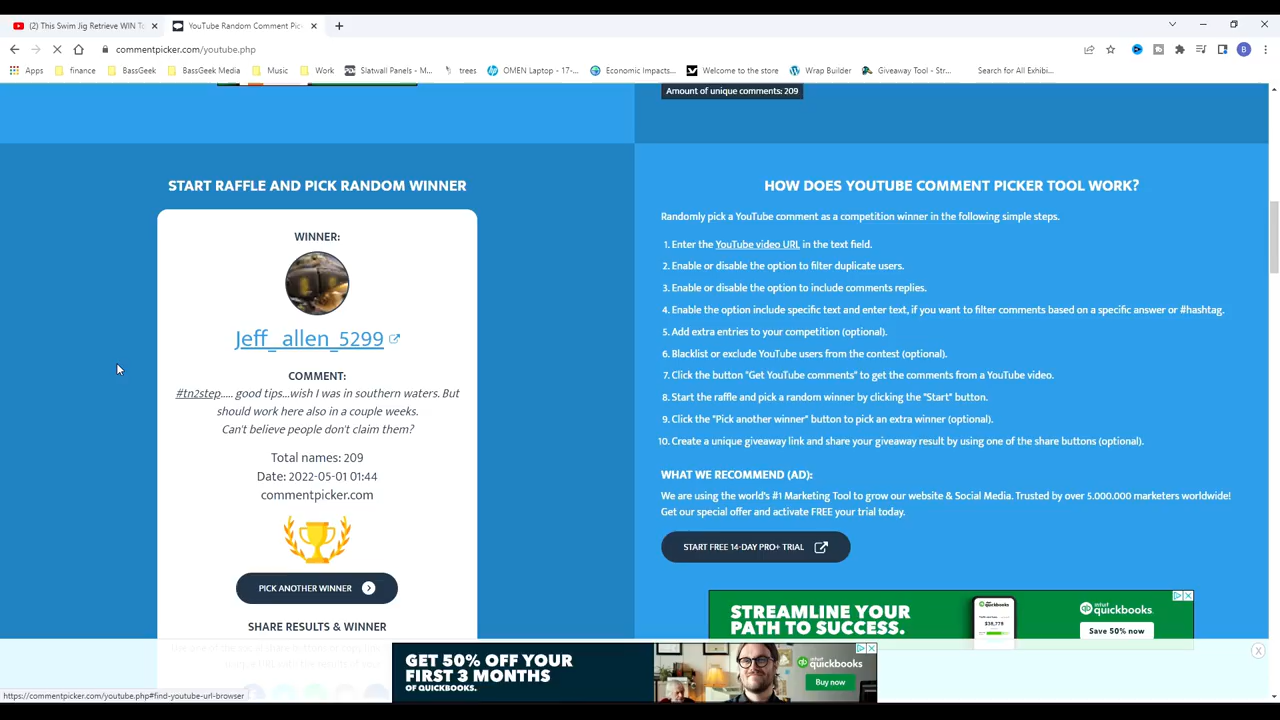 (2) This Swim Jig Retrieve WIN To
YouTube Random Comment Pic
commentpicker.com/youtube.php
B
Apps
finance
BassGeek
BassGeek Media
Music
Work
Slatwall Panels - M...
trees
OMEN Laptop - 17-...
Economic Impacts...
Welcome to the store
Wrap Builder
Giveaway Tool - Str...
Search for All Exhibi...
Amount of unique comments: 209
START RAFFLE AND PICK RANDOM WINNER
WINNER:
Jeff_ allen_5299
COMMENT:
#tn2step..... good tips...wish I was in southern waters. But
should work here also in a couple weeks.
Can't believe people don't claim them?
Total names: 209
Date: 2022-05-01 01:44
commentpicker.com
PICK ANOTHER WINNER
SHARE RESULTS & WINNER
HOW DOES YOUTUBE COMMENT PICKER TOOL WORK?
Randomly pick a YouTube comment as a competition winner in the following simple steps.
1. Enter the YouTube video URL in the text field.
2. Enable or disable the option to filter duplicate users.
3. Enable or disable the option to include comments replies.
4. Enable the option include specific text and enter text, if you want to filter comments based on a specific answer or #hashtag.
5. Add extra entries to your competition (optional).
6. Blacklist or exclude YouTube users from the contest (optional).
7. Click the button "Get YouTube comments" to get the comments from a YouTube video.
8. Start the raffle and pick a random winner by clicking the "Start" button.
9. Click the "Pick another winner" button to pick an extra winner (optional).
10. Create a unique giveaway link and share your giveaway result by using one of the share buttons (optional).
WHAT WE RECOMMEND (AD):
We are using the world's #1 Marketing Tool to grow our website & Social Media. Trusted by over 5.000.000 marketers worldwide!
Get our special offer and activate FREE your trial today.
START FREE 14-DAY PRO+ TRIAL
STREAMLINE YOUR
PATH TO SUCCESS.
intuit
quickbooks.
Save 50% now
GET 50% OFF YOUR
FIRST 3 MONTHS
OF QUICKBOOKS.
intuit
quickbooks
Buy now
X
https://commentpicker.com/youtube.php#find-youtube-url-browser